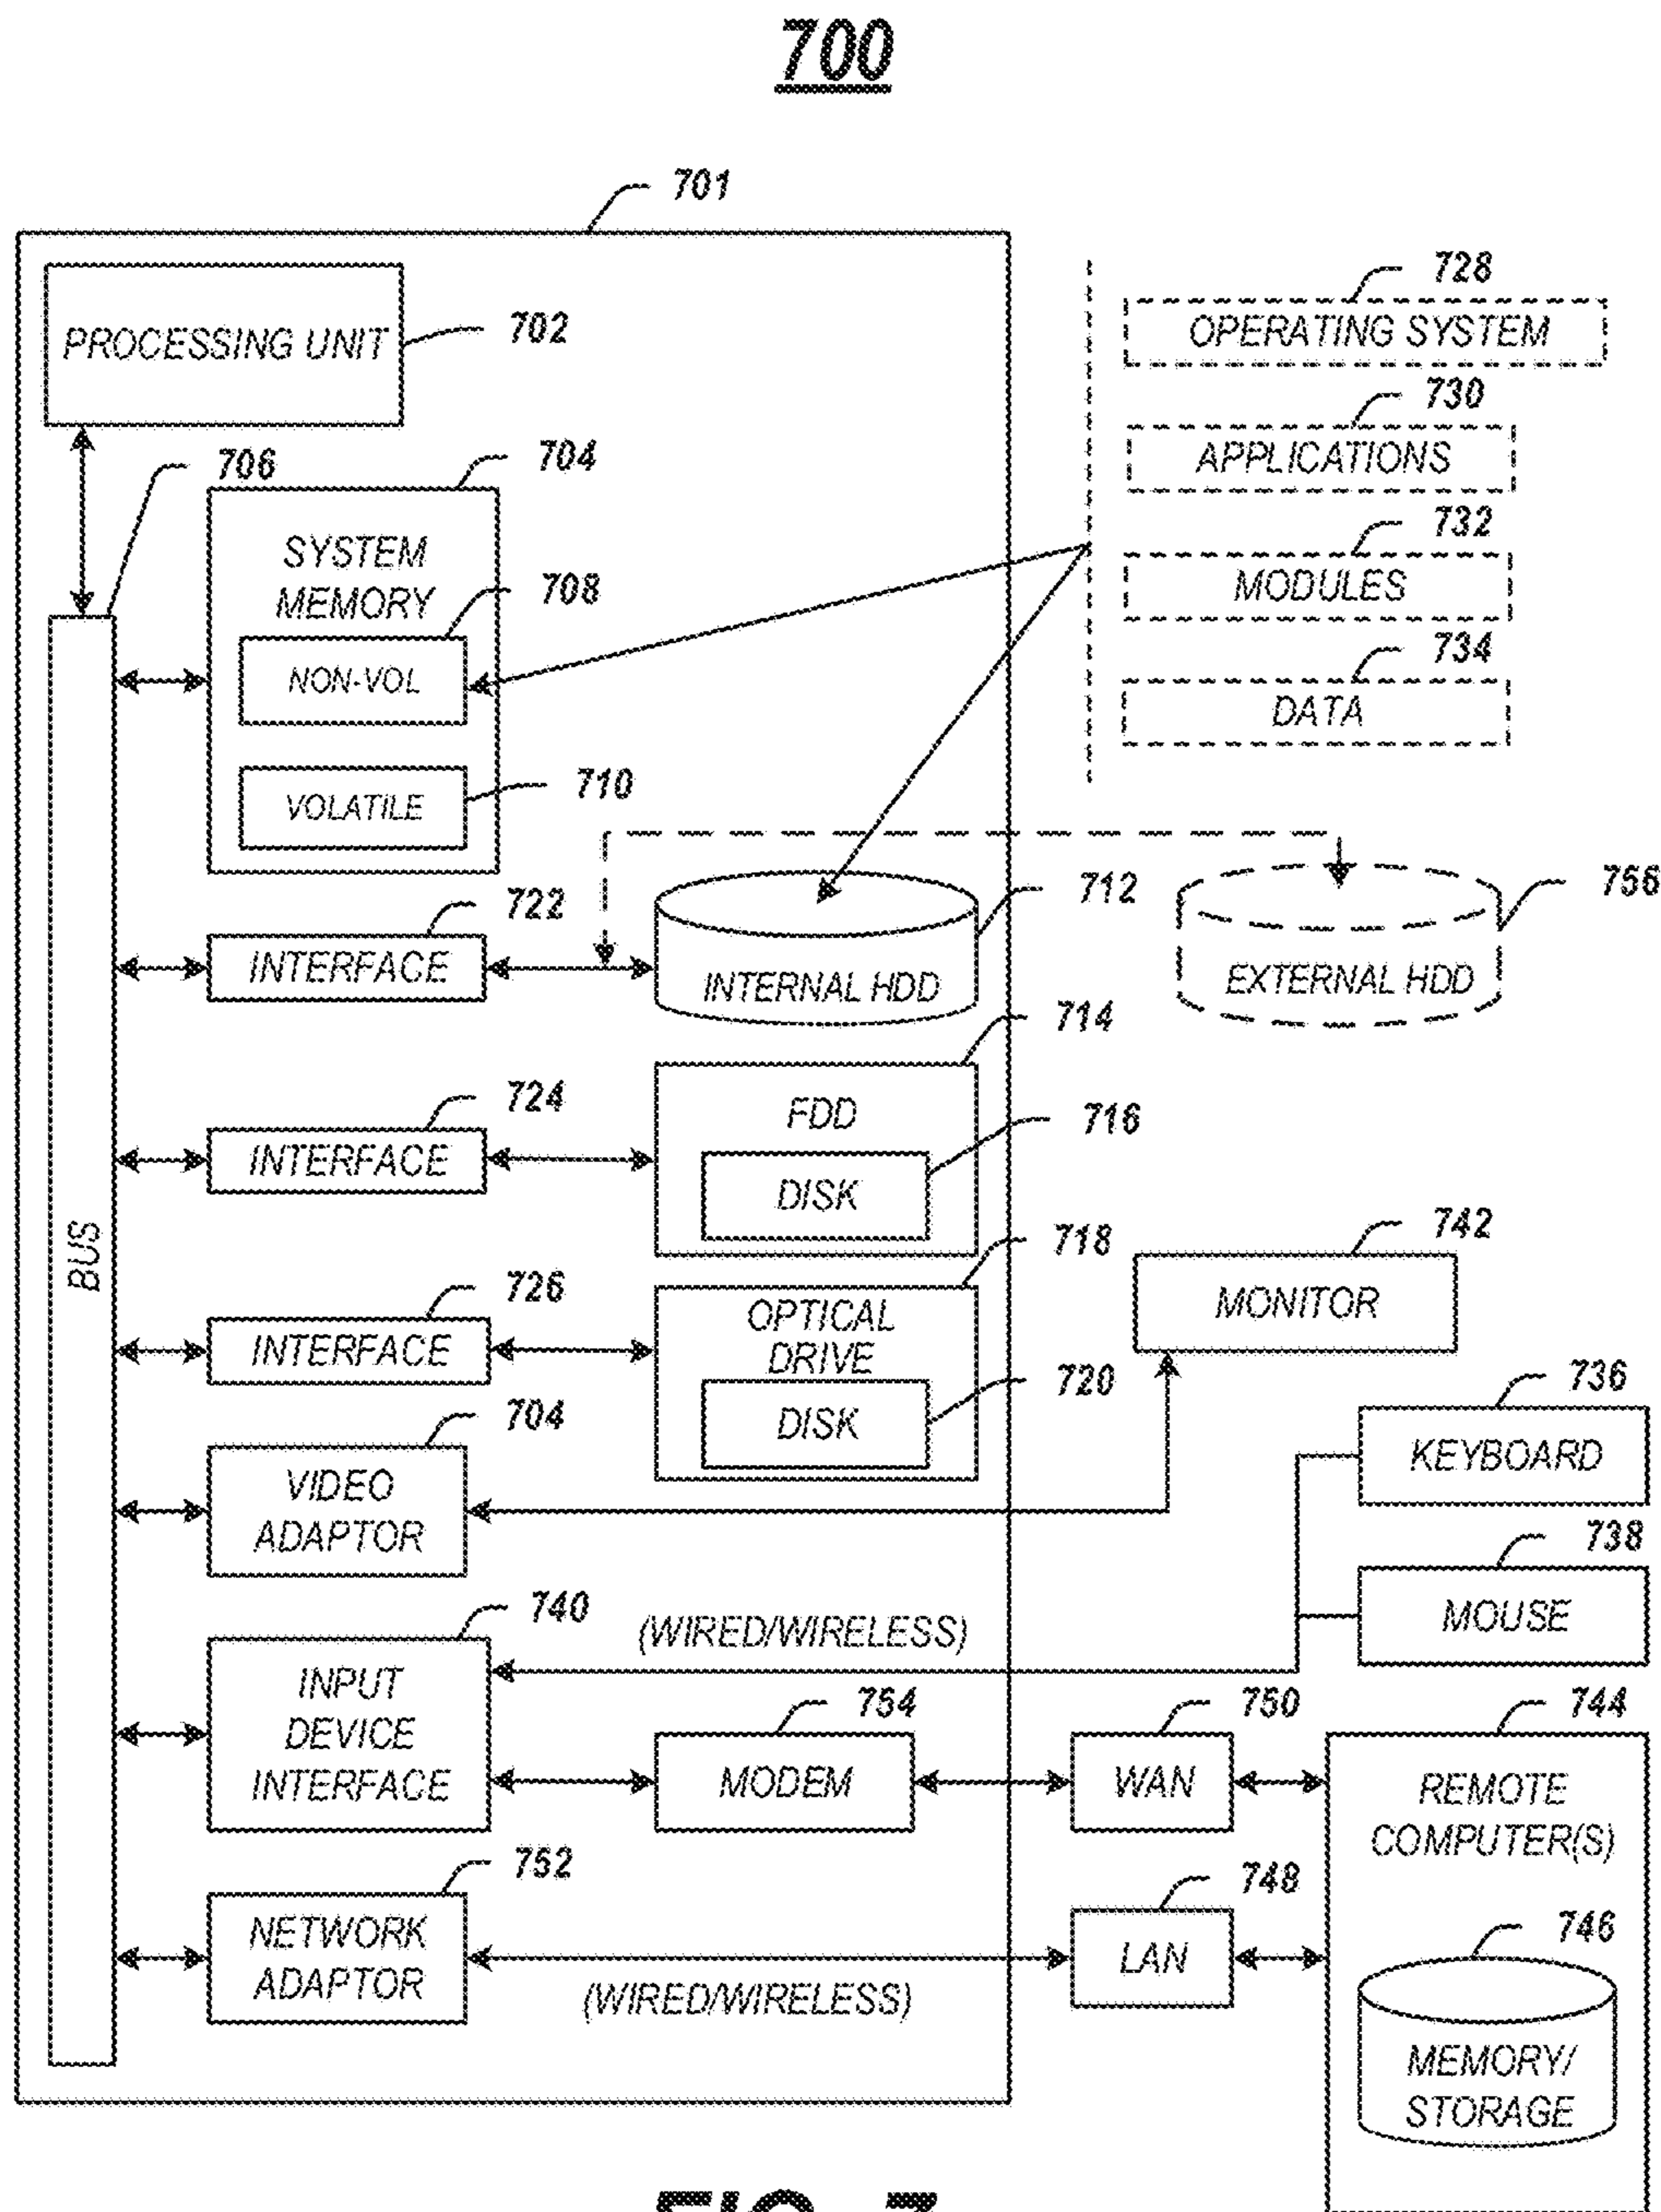 700
701
PROCESSING UNIT
702
728
OPERATING SYSTEM
730
APPLICATIONS
732
MODULES
734
DATA
706
704
SYSTEM
MEMORY
708
NON-VOL
710
VOLATILE
BUS
722
INTERFACE
712
INTERNAL HDD
756
EXTERNAL HDD
724
INTERFACE
714
FDD
716
DISK
726
INTERFACE
718
OPTICAL
DRIVE
720
DISK
742
MONITOR
704
VIDEO
ADAPTOR
736
KEYBOARD
738
MOUSE
740
INPUT
DEVICE
INTERFACE
(WIRED/WIRELESS)
754
MODEM
750
WAN
744
REMOTE
COMPUTER(S)
752
NETWORK
ADAPTOR
(WIRED/WIRELESS)
748
LAN
746
MEMORY/
STORAGE
FIG. 7